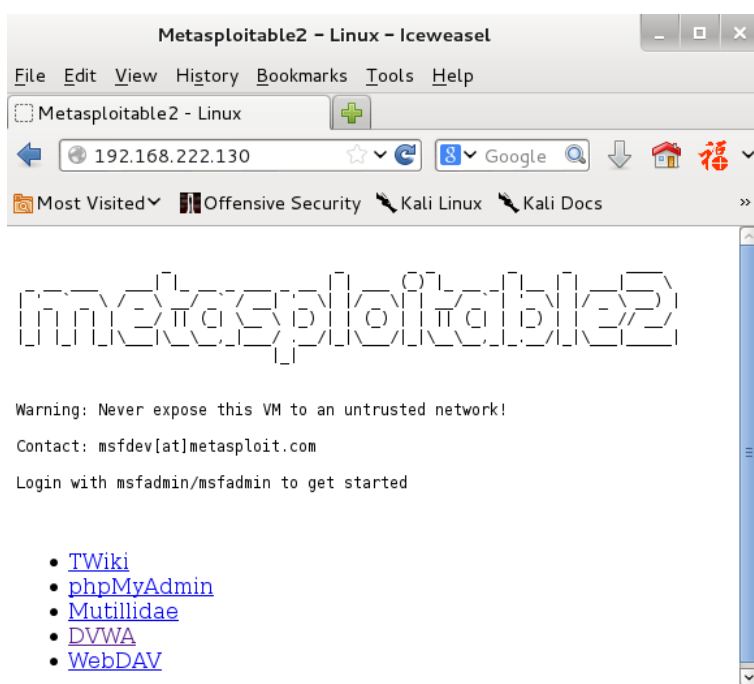 Metasploitable2 - Linux - Iceweasel
File Edit View History Bookmarks Tools Help
Metasploitable2 - Linux
192.168.222.130
8 Google 福
Most Visited Offensive Security Kali Linux Kali Docs »
metasploitable2
Warning: Never expose this VM to an untrusted network!
Contact: msfdev[at]metasploit.com
Login with msfadmin/msfadmin to get started
• TWiki
• phpMyAdmin
• Mutillidae
• DVWA
• WebDAV